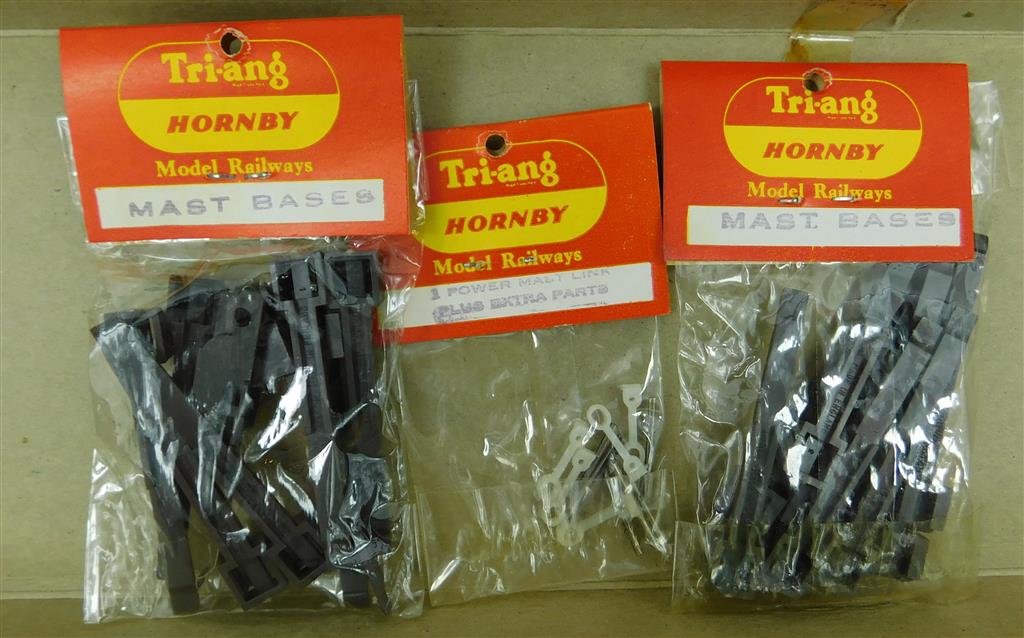 Tri-ang
HORNBY
Model Railways
MAST BASES
Tri-ang
HORNBY
Model Railways
1 POWER MAST LINK
PLUS EXTRA PARTS
Tri-ang
HORNBY
Model Railways
MAST BASES